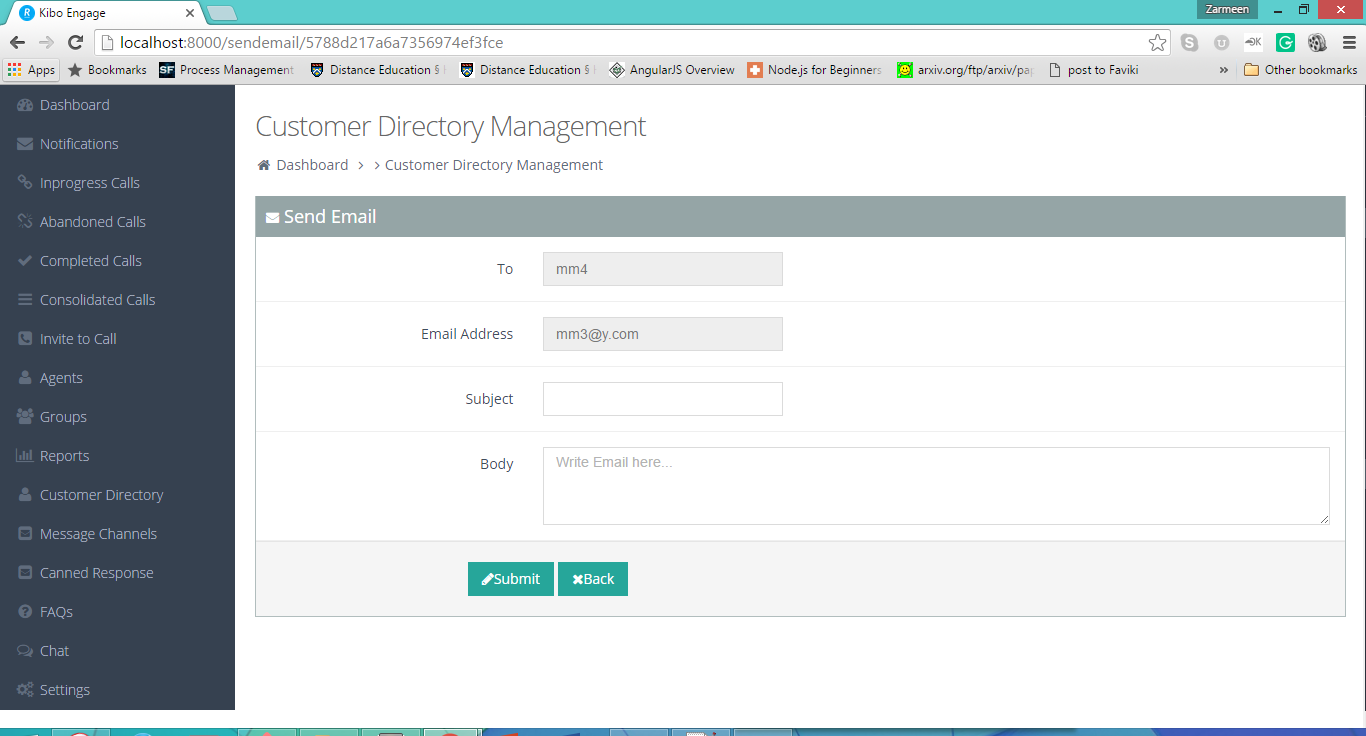 Kibo Engage
Zarmeen
localhost:8000/sendemail/5788d217a6a7356974ef3fce
Apps Bookmarks SF Process Management Distance Education § Distance Education § AngularJS Overview Node.js for Beginners arxiv.org/ftp/arxiv/pap post to Faviki » Other bookmarks
Dashboard
Notifications
Inprogress Calls
Abandoned Calls
Completed Calls
Consolidated Calls
Invite to Call
Agents
Groups
Reports
Customer Directory
Message Channels
Canned Response
FAQs
Chat
Settings
Customer Directory Management
Dashboard > > Customer Directory Management
Send Email
To mm4
Email Address mm3@y.com
Subject
Body Write Email here...
Submit Back